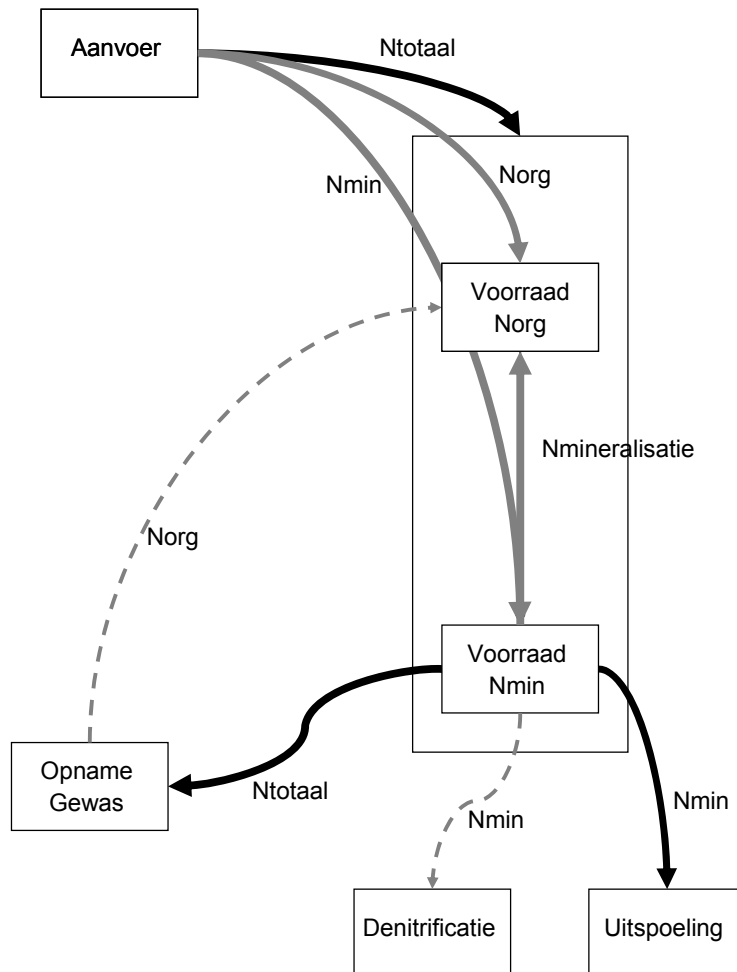 Aanvoer
Ntotaal
Norg
Nmin
Voorraad
Norg
Nmineralisatie
Norg
Voorraad
Nmin
Opname
Gewas
Ntotaal
Nmin
Nmin
Denitrificatie
Uitspoeling